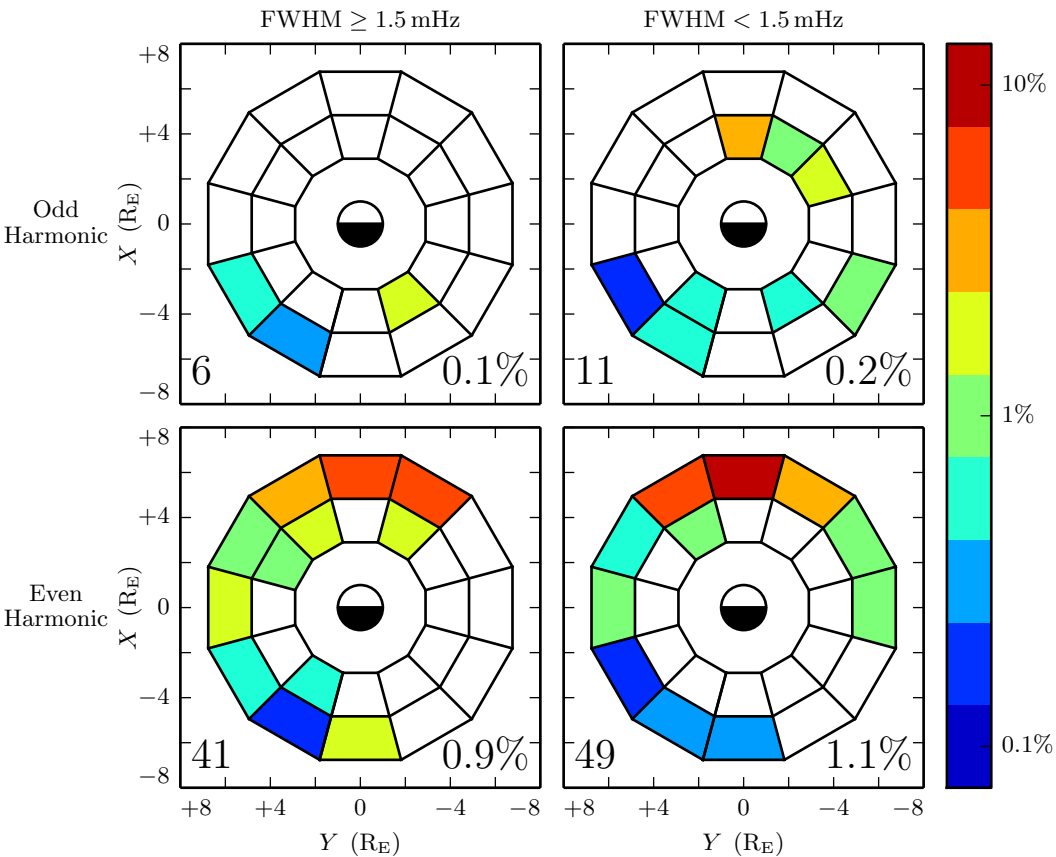 FWHM ≥ 1.5 mHz
FWHM < 1.5 mHz
Odd
Harmonic
X (R_E)
+8
+4
0
−4
−8
6
0.1%
11
0.2%
Even
Harmonic
X (R_E)
+8
+4
0
−4
−8
41
0.9%
49
1.1%
+8 +4 0 −4 −8
+8 +4 0 −4 −8
Y (R_E)
Y (R_E)
10%
1%
0.1%